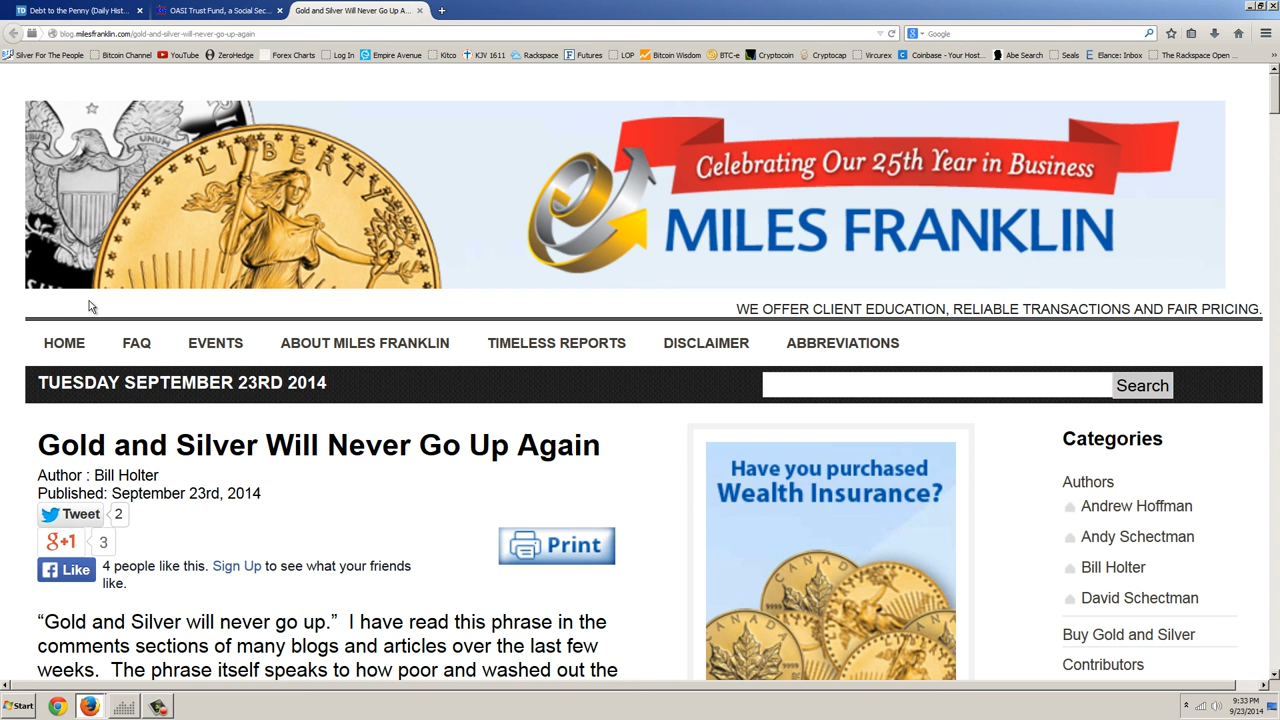 Debt to the Penny (Daily Hist...
OASI Trust Fund, a Social Sec...
Gold and Silver Will Never Go Up A...
blog.milesfranklin.com/gold-and-silver-will-never-go-up-again
Google
Silver For The People
Bitcoin Channel
YouTube
ZeroHedge
Forex Charts
Log In
Empire Avenue
Kitco
KJV 1611
Rackspace
Futures
LOP
Bitcoin Wisdom
BTC-e
Cryptocoin
Cryptocap
Vircurex
Coinbase - Your Host...
Abe Search
Seals
Elance: Inbox
The Rackspace Open ...
UNUM
LIBERTY
Celebrating Our 25th Year in Business
MILES FRANKLIN
WE OFFER CLIENT EDUCATION, RELIABLE TRANSACTIONS AND FAIR PRICING.
HOME FAQ EVENTS ABOUT MILES FRANKLIN TIMELESS REPORTS DISCLAIMER ABBREVIATIONS
TUESDAY SEPTEMBER 23RD 2014
Search
Gold and Silver Will Never Go Up Again
Author : Bill Holter
Published: September 23rd, 2014
Tweet 2
g+1 3
Like
4 people like this. Sign Up to see what your friends
like.
Print
“Gold and Silver will never go up.”  I have read this phrase in the
comments sections of many blogs and articles over the last few
weeks.  The phrase itself speaks to how poor and washed out the
Have you purchased
Wealth Insurance?
CANADA
9999
Categories
Authors
Andrew Hoffman
Andy Schectman
Bill Holter
David Schectman
Buy Gold and Silver
Contributors
Start
9:33 PM
9/23/2014